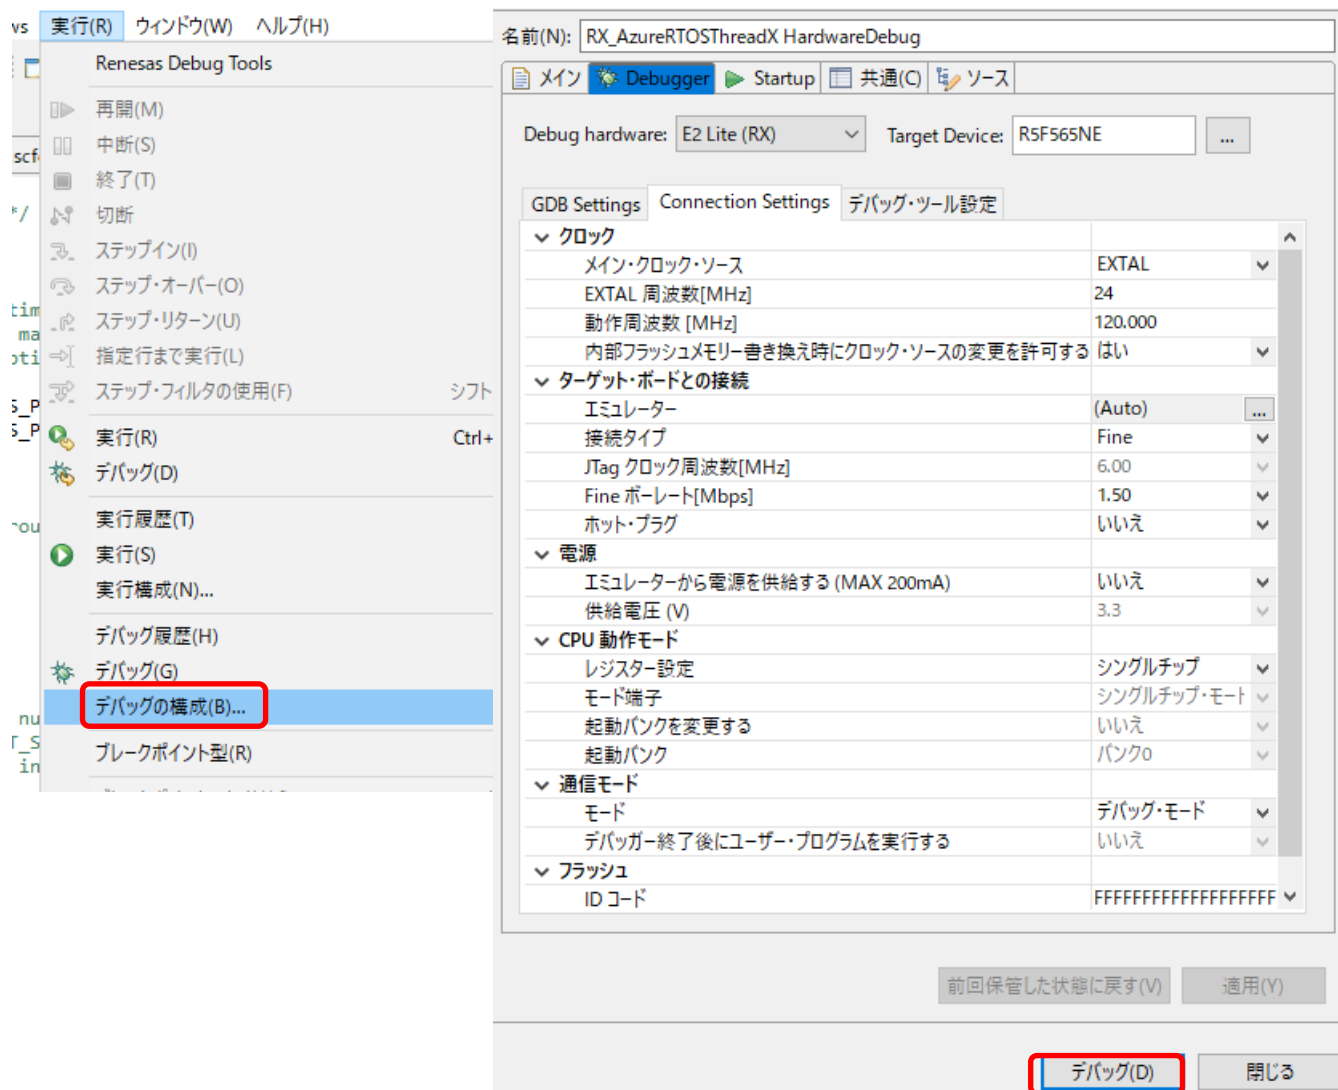 実行(R) ウィンドウ(W) ヘルプ(H)
Renesas Debug Tools
再開(M)
中断(S)
scf
終了(T)
*/
切断
ステップイン(I)
ステップ・オーバー(O)
tim
ステップ・リターン(U)
ma
oti
指定行まで実行(L)
ステップ・フィルタの使用(F) シフト
S_P
S_P
実行(R) Ctrl+
デバッグ(D)
実行履歴(T)
rou
実行(S)
実行構成(N)...
デバッグ履歴(H)
デバッグ(G)
デバッグの構成(B)...
nu
T_S
in
ブレークポイント型(R)
名前(N): RX_AzureRTOSThreadX HardwareDebug
メイン Debugger Startup 共通(C) ソース
Debug hardware: E2 Lite (RX) Target Device: R5F565NE ...
GDB Settings Connection Settings デバッグ・ツール設定
クロック
メイン・クロック・ソース EXTAL
EXTAL 周波数[MHz] 24
動作周波数 [MHz] 120.000
内部フラッシュメモリー書き換え時にクロック・ソースの変更を許可する はい
ターゲット・ボードとの接続
エミュレーター (Auto) ...
接続タイプ Fine
JTag クロック周波数[MHz] 6.00
Fine ボーレート[Mbps] 1.50
ホット・プラグ いいえ
電源
エミュレーターから電源を供給する (MAX 200mA) いいえ
供給電圧 (V) 3.3
CPU 動作モード
レジスター設定 シングルチップ
モード端子 シングルチップ・モート
起動バンクを変更する いいえ
起動バンク バンク0
通信モード
モード デバッグ・モード
デバッガー終了後にユーザー・プログラムを実行する いいえ
フラッシュ
ID コード FFFFFFFFFFFFFFFFFFF
前回保管した状態に戻す(V) 適用(Y)
デバッグ(D) 閉じる